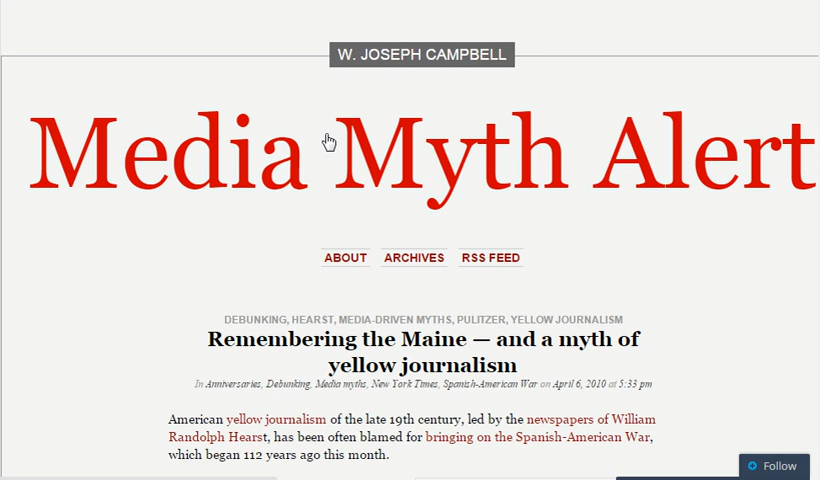 W. JOSEPH CAMPBELL
Media Myth Alert
ABOUT ARCHIVES RSS FEED
DEBUNKING, HEARST, MEDIA-DRIVEN MYTHS, PULITZER, YELLOW JOURNALISM
Remembering the Maine — and a myth of
yellow journalism
In Anniversaries, Debunking, Media myths, New York Times, Spanish-American War on April 6, 2010 at 5:33 pm
American yellow journalism of the late 19th century, led by the newspapers of William
Randolph Hearst, has been often blamed for bringing on the Spanish-American War,
which began 112 years ago this month.
Follow